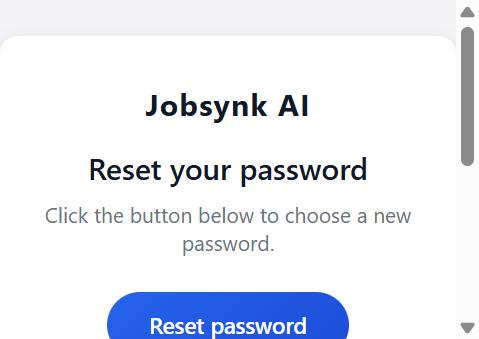 Jobsynk AI
Reset your password
Click the button below to choose a new
password.
Reset password